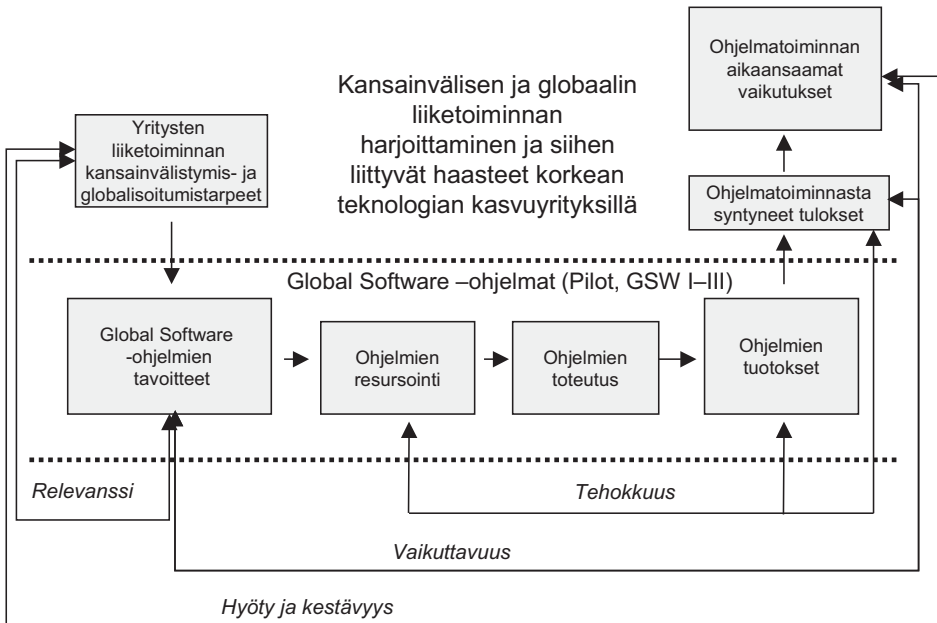 Ohjelmatoiminnan
aikaansaamat
vaikutukset
Kansainvälisen ja globaalin
liiketoiminnan
harjoittaminen ja siihen
liittyvät haasteet korkean
teknologian kasvuyrityksillä
Yritysten
liiketoiminnan
kansainvälistymis- ja
globalisoitumistarpeet
Ohjelmatoiminnasta
syntyneet tulokset
Global Software –ohjelmat (Pilot, GSW I–III)
Global Software
-ohjelmien
tavoitteet
Ohjelmien
resursointi
Ohjelmien
toteutus
Ohjelmien
tuotokset
Relevanssi
Tehokkuus
Vaikuttavuus
Hyöty ja kestävyys